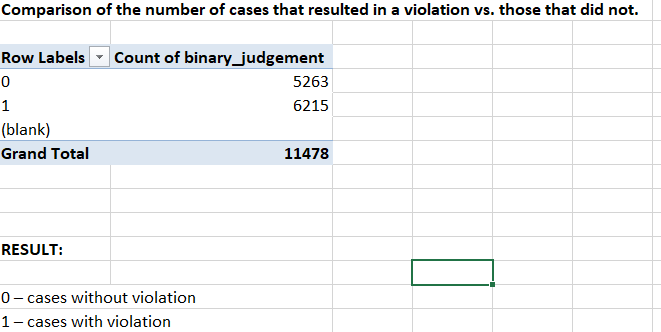 Comparison of the number of cases that resulted in a violation vs. those that did not.
Row Labels Count of binary_judgement
0 5263
1 6215
(blank)
Grand Total 11478
RESULT:
0 – cases without violation
1 – cases with violation